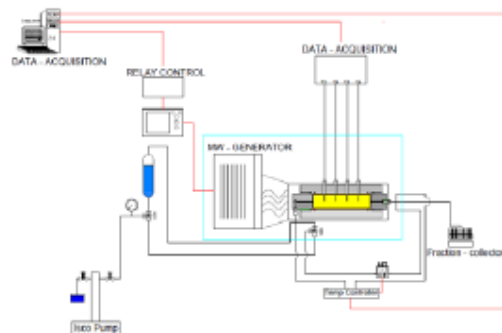 DATA - ACQUISITION
DATA - ACQUISITION
RELAY CONTROL
MW - GENERATOR
Fraction - collector
Temp Controller
Isco Pump